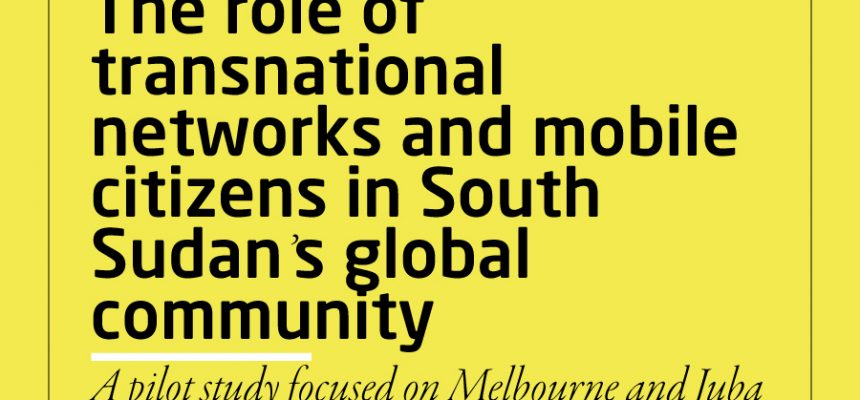 The role of
transnational
networks and mobile
citizens in South
Sudan’s global
community
A pilot study focused on Melbourne and Juba